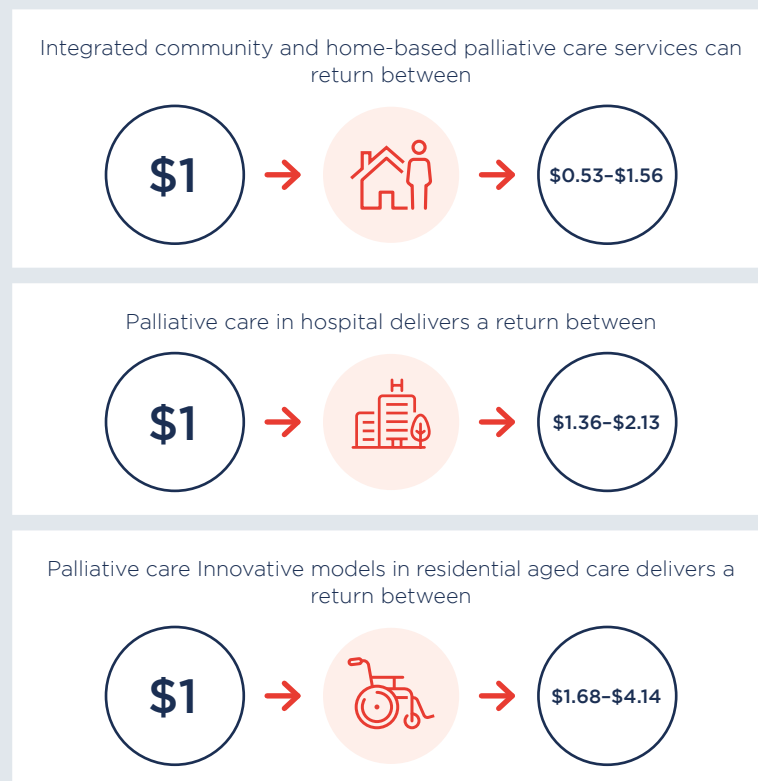 Integrated community and home-based palliative care services can
return between
$1
$0.53–$1.56
Palliative care in hospital delivers a return between
$1
H
$1.36–$2.13
Palliative care Innovative models in residential aged care delivers a
return between
$1
$1.68–$4.14